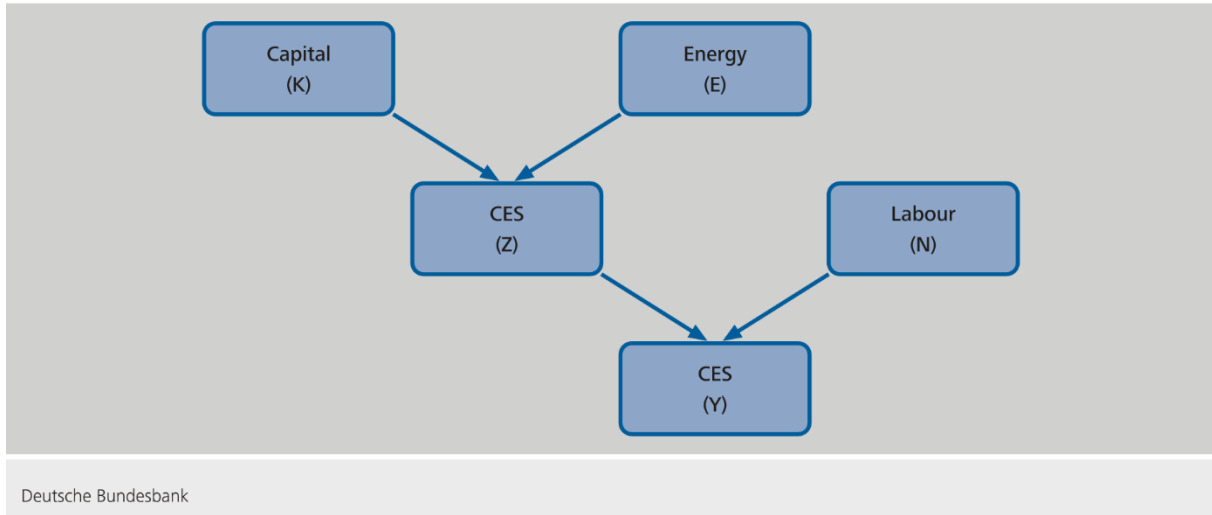 Capital
(K)
Energy
(E)
CES
(Z)
Labour
(N)
CES
(Y)
Deutsche Bundesbank